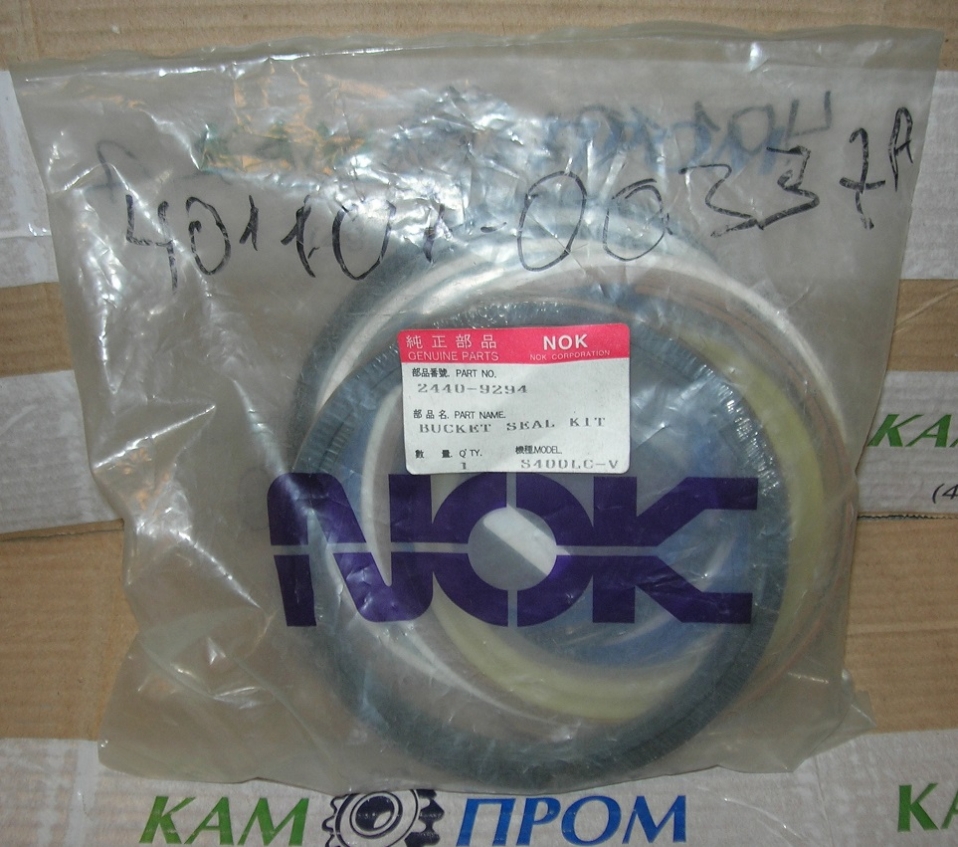 401101-00337A
純正部品 NOK
GENUINE PARTS NOK CORPORATION
部品番號. PART NO.
2440-9294
部品名. PART NAME.
BUCKET SEAL KIT
數 量. Q'TY. 機種.MODEL.
1 S400LC-V
NOK
КА
(4
КАМ ПРОМ К